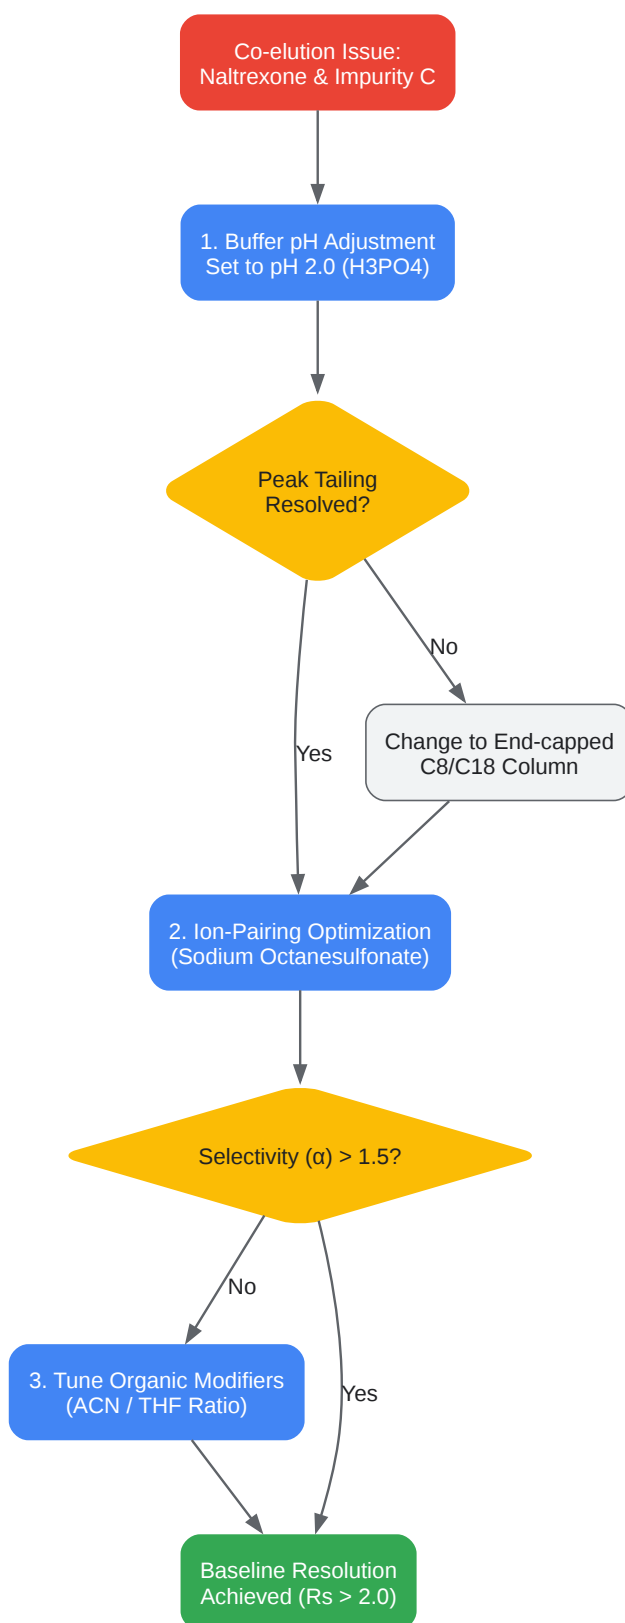 Co-elution Issue:
Naltrexone & Impurity C
1. Buffer pH Adjustment
Set to pH 2.0 (H3PO4)
Peak Tailing
Resolved?
No
Change to End-capped
C8/C18 Column
Yes
2. Ion-Pairing Optimization
(Sodium Octanesulfonate)
Selectivity (α) > 1.5?
No
3. Tune Organic Modifiers
(ACN / THF Ratio)
Yes
Baseline Resolution
Achieved (Rs > 2.0)